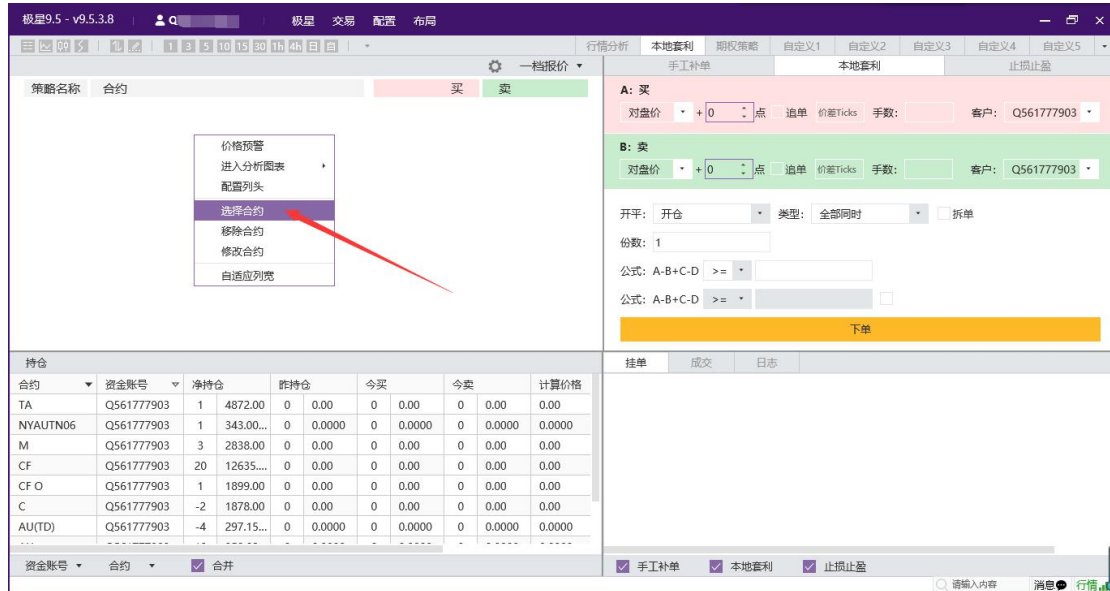 极星9.5 - v9.5.3.8 Q 极星 交易 配置 布局
1 3 5 10 15 30 1h 4h 日 自 行情分析 本地套利 期权策略 自定义1 自定义2 自定义3 自定义4 自定义5
一档报价 手工补单 本地套利 止损止盈
策略名称 合约 买 卖
价格预警
进入分析图表
配置列头
选择合约
移除合约
修改合约
自适应列宽
A: 买
对盘价 + 0 点 追单 价差Ticks 手数: 客户: Q561777903
B: 卖
对盘价 + 0 点 追单 价差Ticks 手数: 客户: Q561777903
开平: 开仓 类型: 全部同时 拆单
份数: 1
公式: A-B+C-D >=
公式: A-B+C-D >=
下单
持仓
合约 资金账号 净持仓 昨持仓 今买 今卖 计算价格
TA Q561777903 1 4872.00 0 0.00 0 0.00 0 0.00 0.00
NYAUTN06 Q561777903 1 343.00... 0 0.0000 0 0.0000 0 0.0000 0.0000
M Q561777903 3 2838.00 0 0.00 0 0.00 0 0.00 0.00
CF Q561777903 20 12635.... 0 0.00 0 0.00 0 0.00 0.00
CF O Q561777903 1 1899.00 0 0.00 0 0.00 0 0.00 0.00
C Q561777903 -2 1878.00 0 0.00 0 0.00 0 0.00 0.00
AU(TD) Q561777903 -4 297.15... 0 0.0000 0 0.0000 0 0.0000 0.0000
资金账号 合约 合并
挂单 成交 日志
手工补单 本地套利 止损止盈
请输入内容 消息 行情